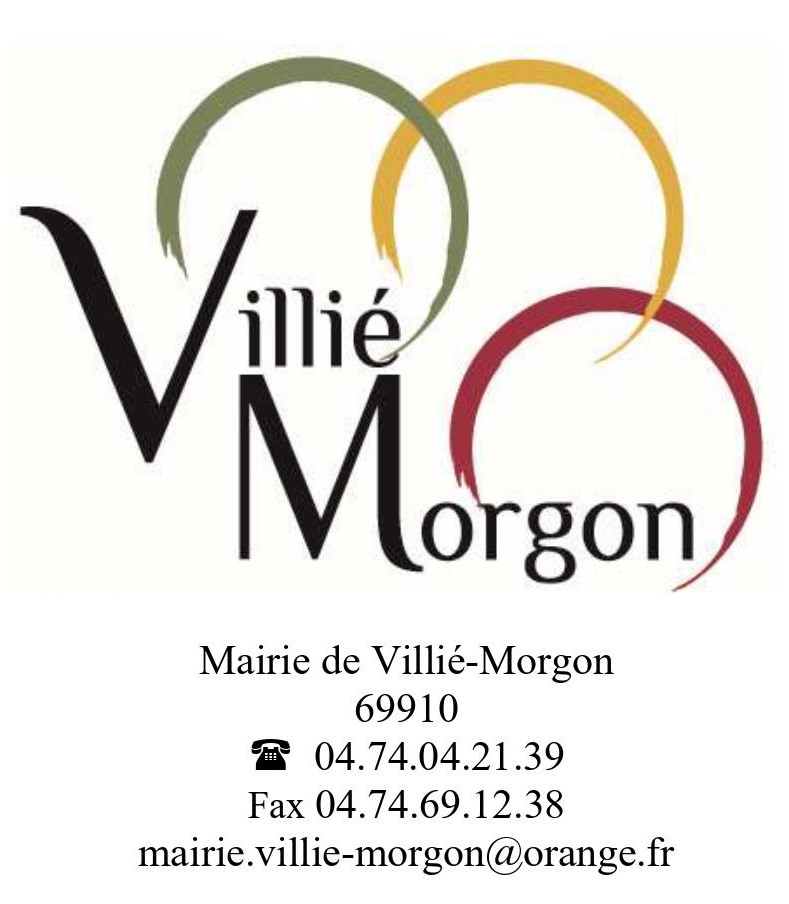 Villié
Morgon
Mairie de Villié-Morgon
69910
☎ 04.74.04.21.39
Fax 04.74.69.12.38
mairie.villie-morgon@orange.fr